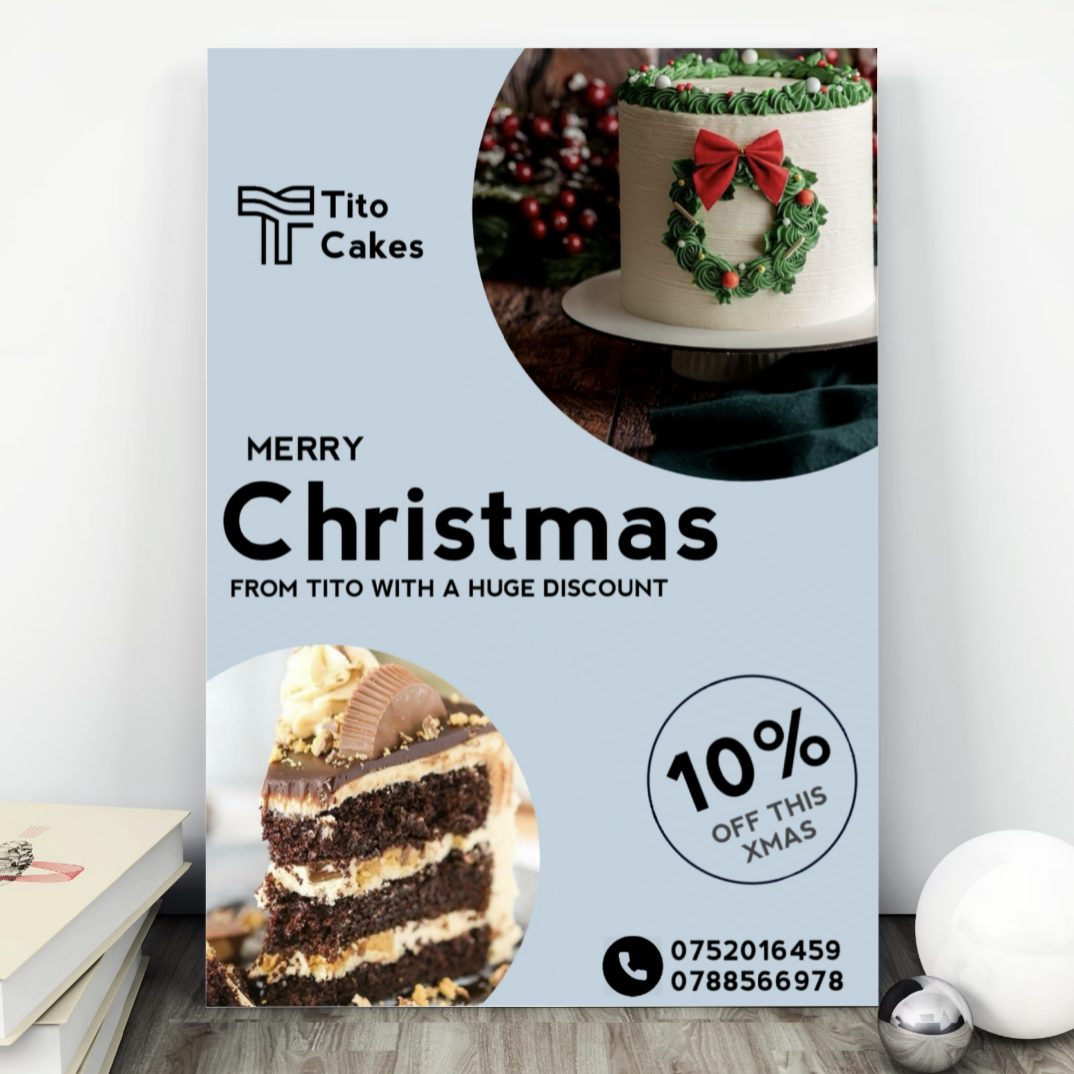 Tito
Cakes
MERRY
Christmas
FROM TITO WITH A HUGE DISCOUNT
10%
OFF THIS
XMAS
0752016459
0788566978